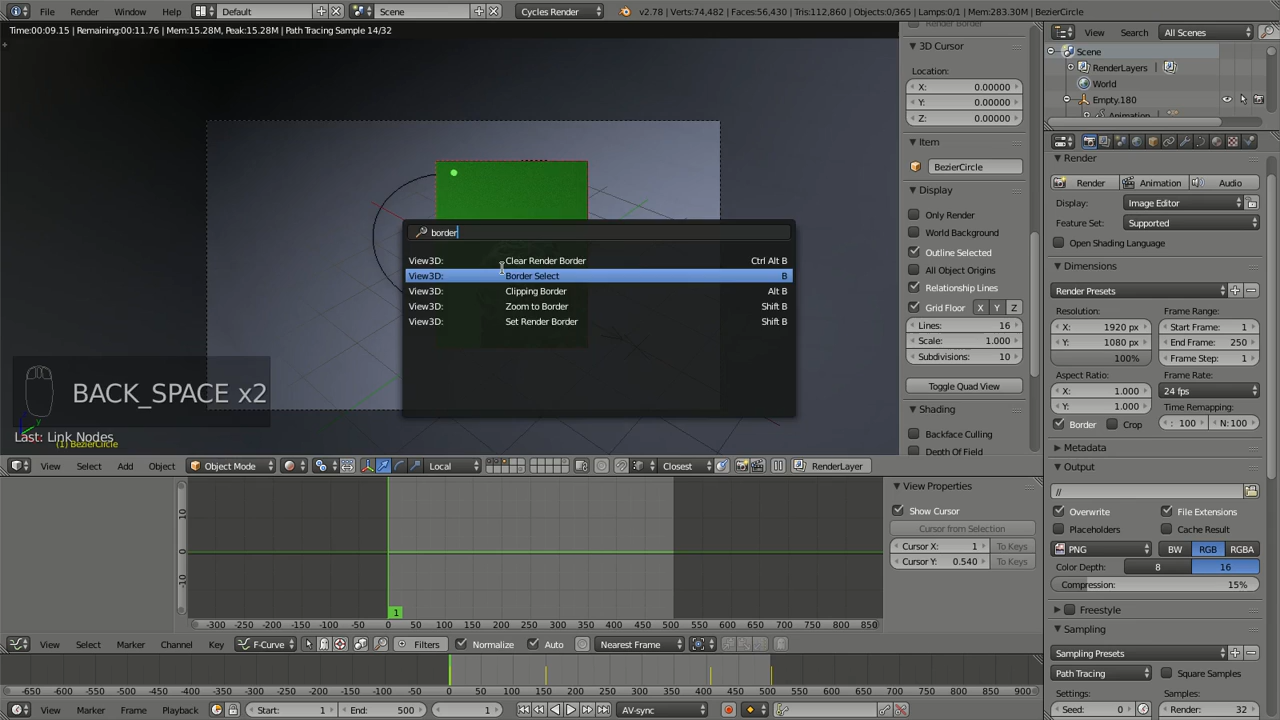 File Render Window Help Default Scene Cycles Render v2.78 | Verts:74,482 | Faces:56,430 | Tris:112,860 | Objects:0/365 | Lamps:0/1 | Mem:283.30M | BezierCircle
Time:00:09.15 | Remaining:00:11.76 | Mem:15.28M, Peak:15.28M | Path Tracing Sample 14/32
border
View3D: Clear Render Border Ctrl Alt B
View3D: Border Select B
View3D: Clipping Border Alt B
View3D: Zoom to Border Shift B
View3D: Set Render Border Shift B
BACK_SPACE x2
Last: Link Nodes
(1) BezierCircle
View Select Add Object Object Mode Local Closest RenderLayer
Render Border
3D Cursor
Location:
X: 0.00000
Y: 0.00000
Z: 0.00000
Item
BezierCircle
Display
Only Render
World Background
Outline Selected
All Object Origins
Relationship Lines
Grid Floor X Y Z
Lines: 16
Scale: 1.000
Subdivisions: 10
Toggle Quad View
Shading
Backface Culling
Depth Of Field
View Search All Scenes
Scene
RenderLayers
World
Empty.180
Animation
Render
Render Animation Audio
Display: Image Editor
Feature Set: Supported
Open Shading Language
Dimensions
Render Presets
Resolution: Frame Range:
X: 1920 px Start Frame: 1
Y: 1080 px End Frame: 250
100% Frame Step: 1
Aspect Ratio: Frame Rate:
X: 1.000 24 fps
Y: 1.000 Time Remapping:
Border Crop : 100 N:100
Metadata
Output
//
Overwrite File Extensions
Placeholders Cache Result
PNG BW RGB RGBA
Color Depth: 8 16
Compression: 15%
Freestyle
Sampling
Sampling Presets
Path Tracing Square Samples
Settings: Samples:
Seed: 0 Render: 32
10
0
-10
1
-300 -250 -200 -150 -100 -50 0 50 100 150 200 250 300 350 400 450 500 550 600 650 700 750 800 850
View Properties
Show Cursor
Cursor from Selection
Cursor X: 1 To Keys
Cursor Y: 0.540 To Keys
View Select Marker Channel Key F-Curve Filters Normalize Auto Nearest Frame
-650 -600 -550 -500 -450 -400 -350 -300 -250 -200 -150 -100 -50 0 50 100 150 200 250 300 350 400 450 500 550 600 650 700 750 800 850 900
View Marker Frame Playback Start: 1 End: 500 1 AV-sync